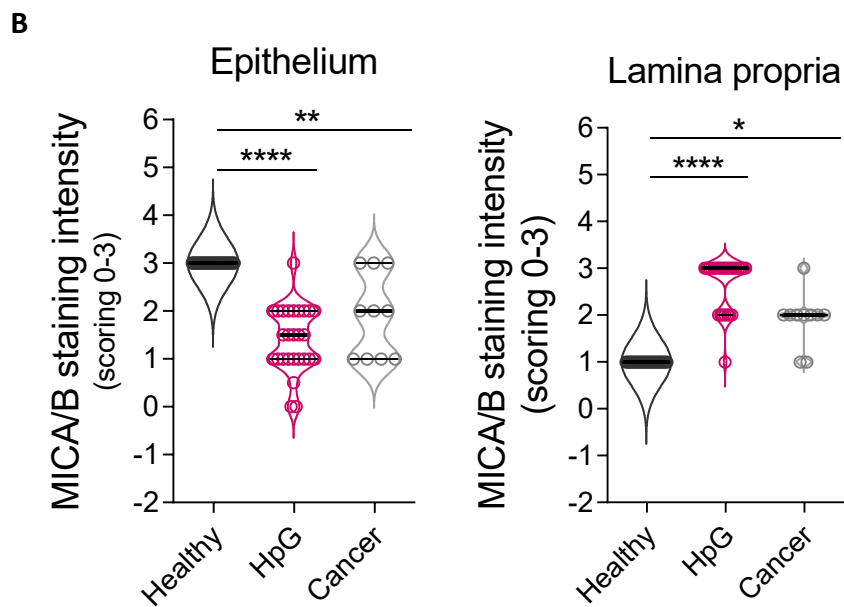 B
Epithelium
MICA/B staining intensity
(scoring 0-3)
6
5
4
3
2
1
0
-1
-2
**
****
Healthy
HpG
Cancer
Lamina propria
MICA/B staining intensity
(scoring 0-3)
6
5
4
3
2
1
0
-1
-2
*
****
Healthy
HpG
Cancer